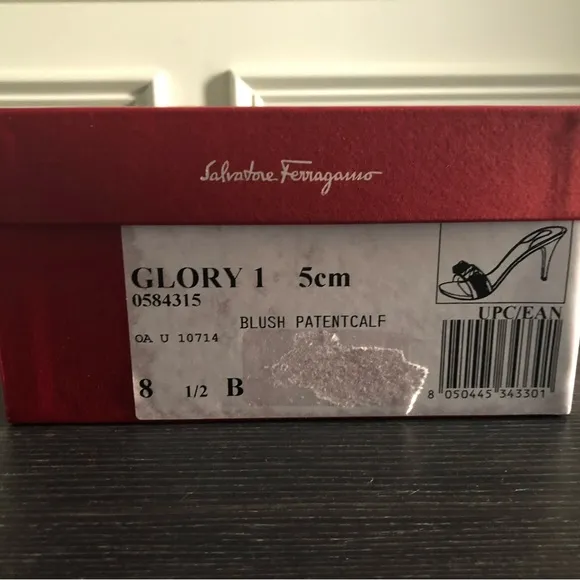 Salvatore Ferragamo
GLORY 1 5cm
0584315
BLUSH PATENTCALF
OA U 10714
8 1/2 B
UPC/EAN
8 050445 343301